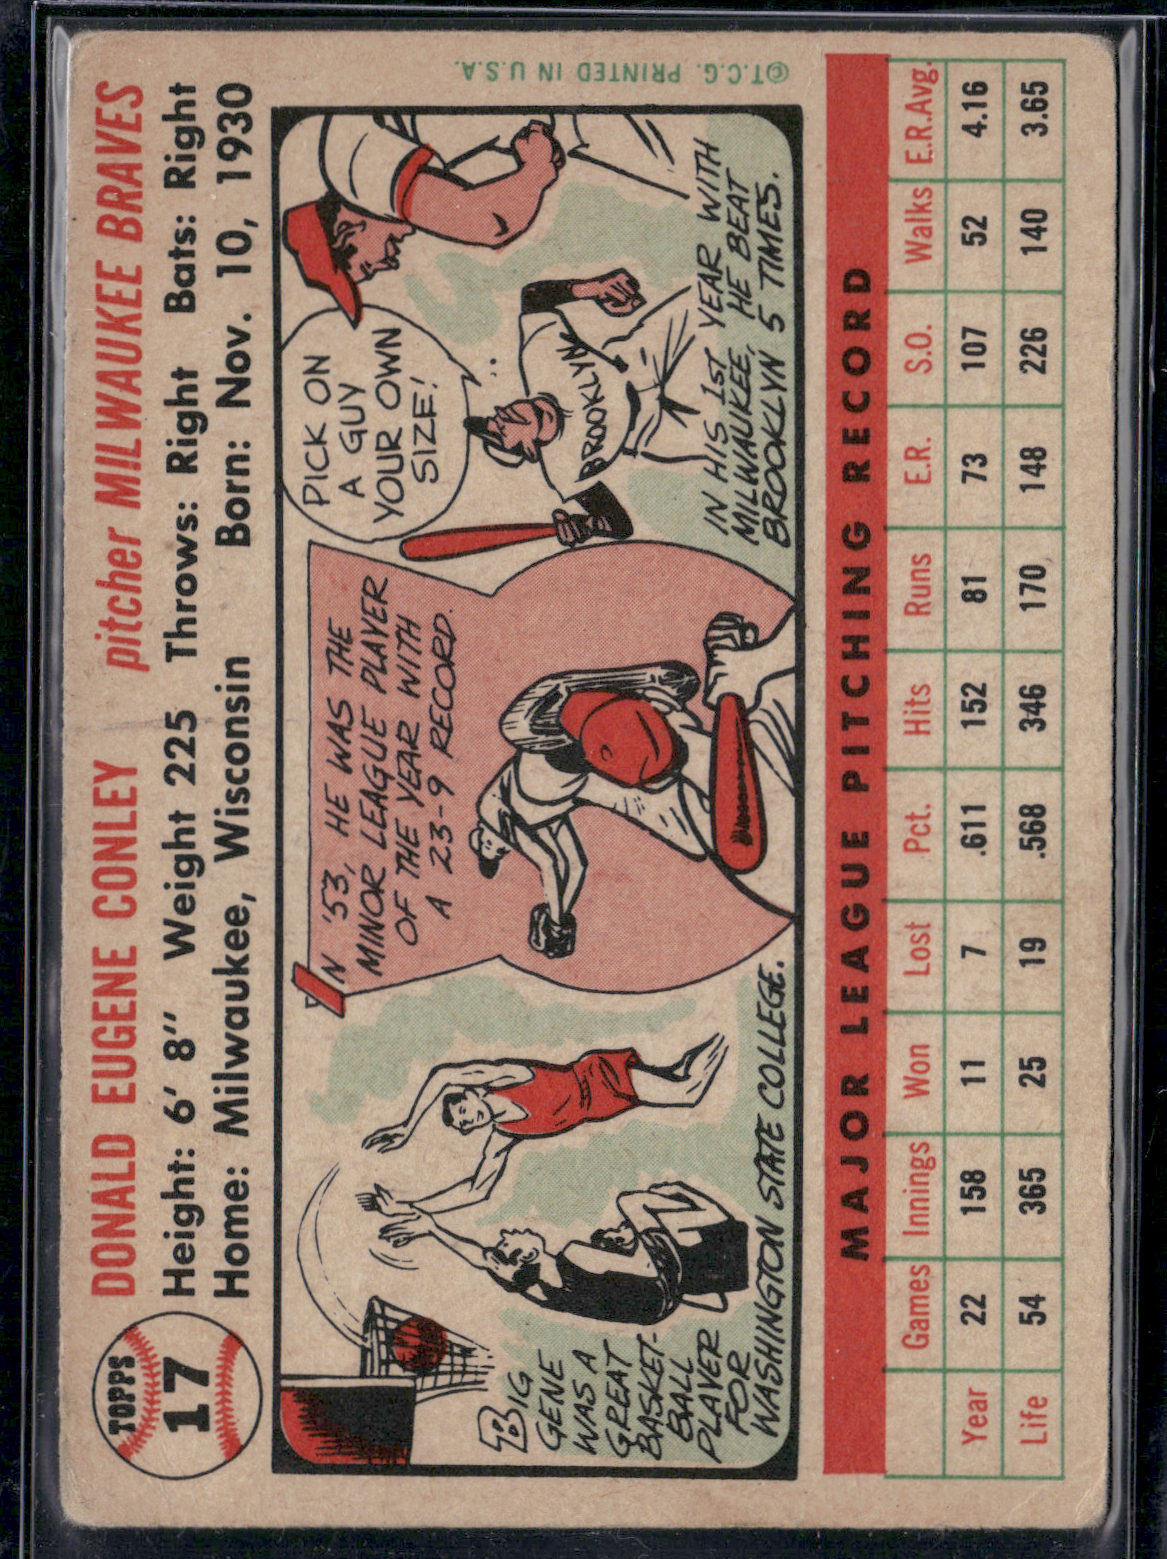 TOPPS
17
DONALD EUGENE CONLEY pitcher MILWAUKEE BRAVES
Height: 6' 8" Weight 225 Throws: Right Bats: Right
Home: Milwaukee, Wisconsin Born: Nov. 10, 1930
BIG
GENE
WAS A
GREAT
BASKET-
BALL
PLAYER
FOR
WASHINGTON STATE COLLEGE.
IN '53, HE WAS THE
MINOR LEAGUE PLAYER
OF THE YEAR WITH
A 23-9 RECORD.
PICK ON
A GUY
YOUR OWN
SIZE!
BROOKLYN
IN HIS 1ST YEAR WITH
MILWAUKEE, HE BEAT
BROOKLYN 5 TIMES.
©T.C.G. PRINTED IN U.S.A.
MAJOR LEAGUE PITCHING RECORD
Games Innings Won Lost Pct. Hits Runs E.R. S.O. Walks E.R.Avg.
Year 22 158 11 7 .611 152 81 73 107 52 4.16
Life 54 365 25 19 .568 346 170 148 226 140 3.65